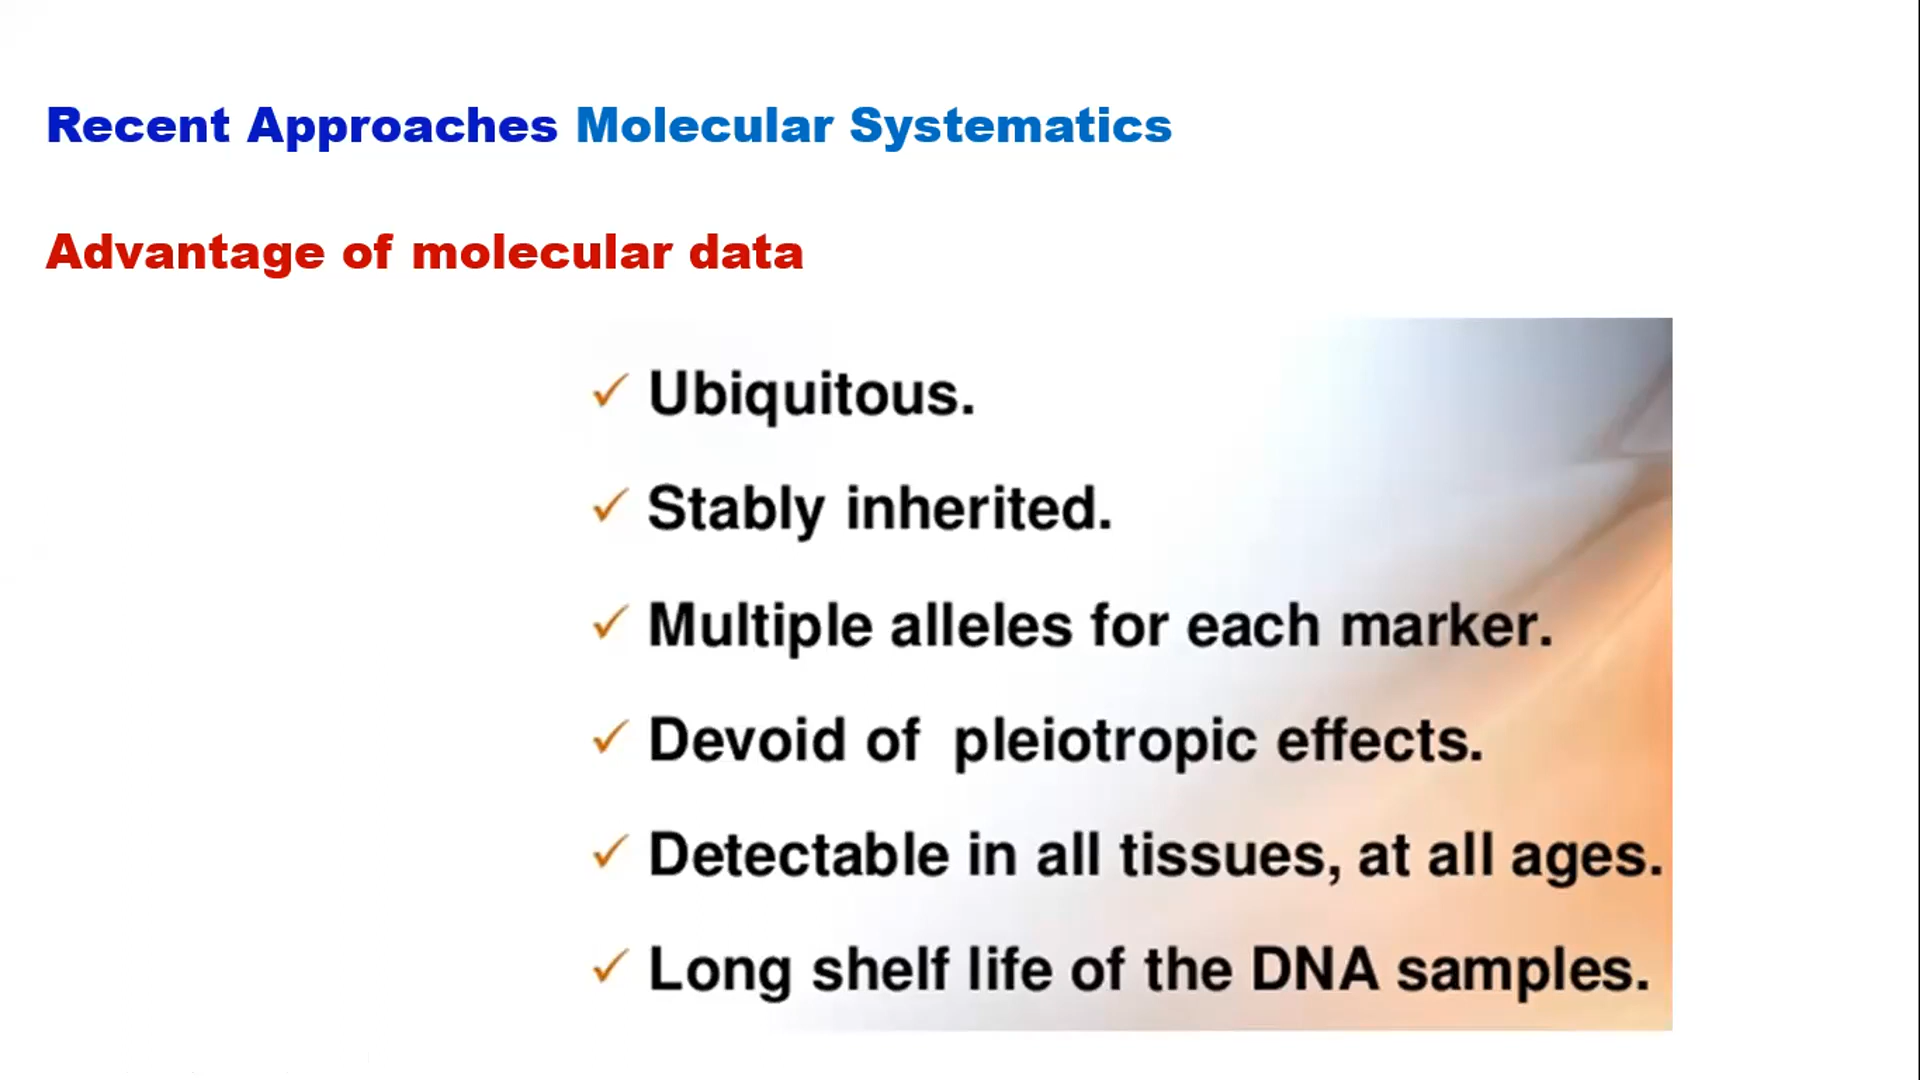 Recent Approaches Molecular Systematics
Advantage of molecular data
✓ Ubiquitous.
✓ Stably inherited.
✓ Multiple alleles for each marker.
✓ Devoid of pleiotropic effects.
✓ Detectable in all tissues, at all ages.
✓ Long shelf life of the DNA samples.